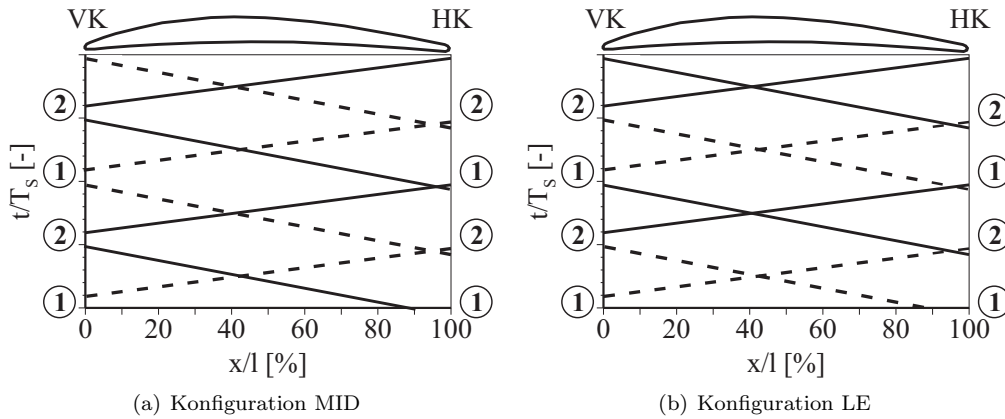 VK HK VK HK
② ② ② ②
① ① ① ①
② ② ② ②
① ① ① ①
t/T_S [-] t/T_S [-]
0 20 40 60 80 100 0 20 40 60 80 100
x/l [%] x/l [%]
(a) Konfiguration MID (b) Konfiguration LE